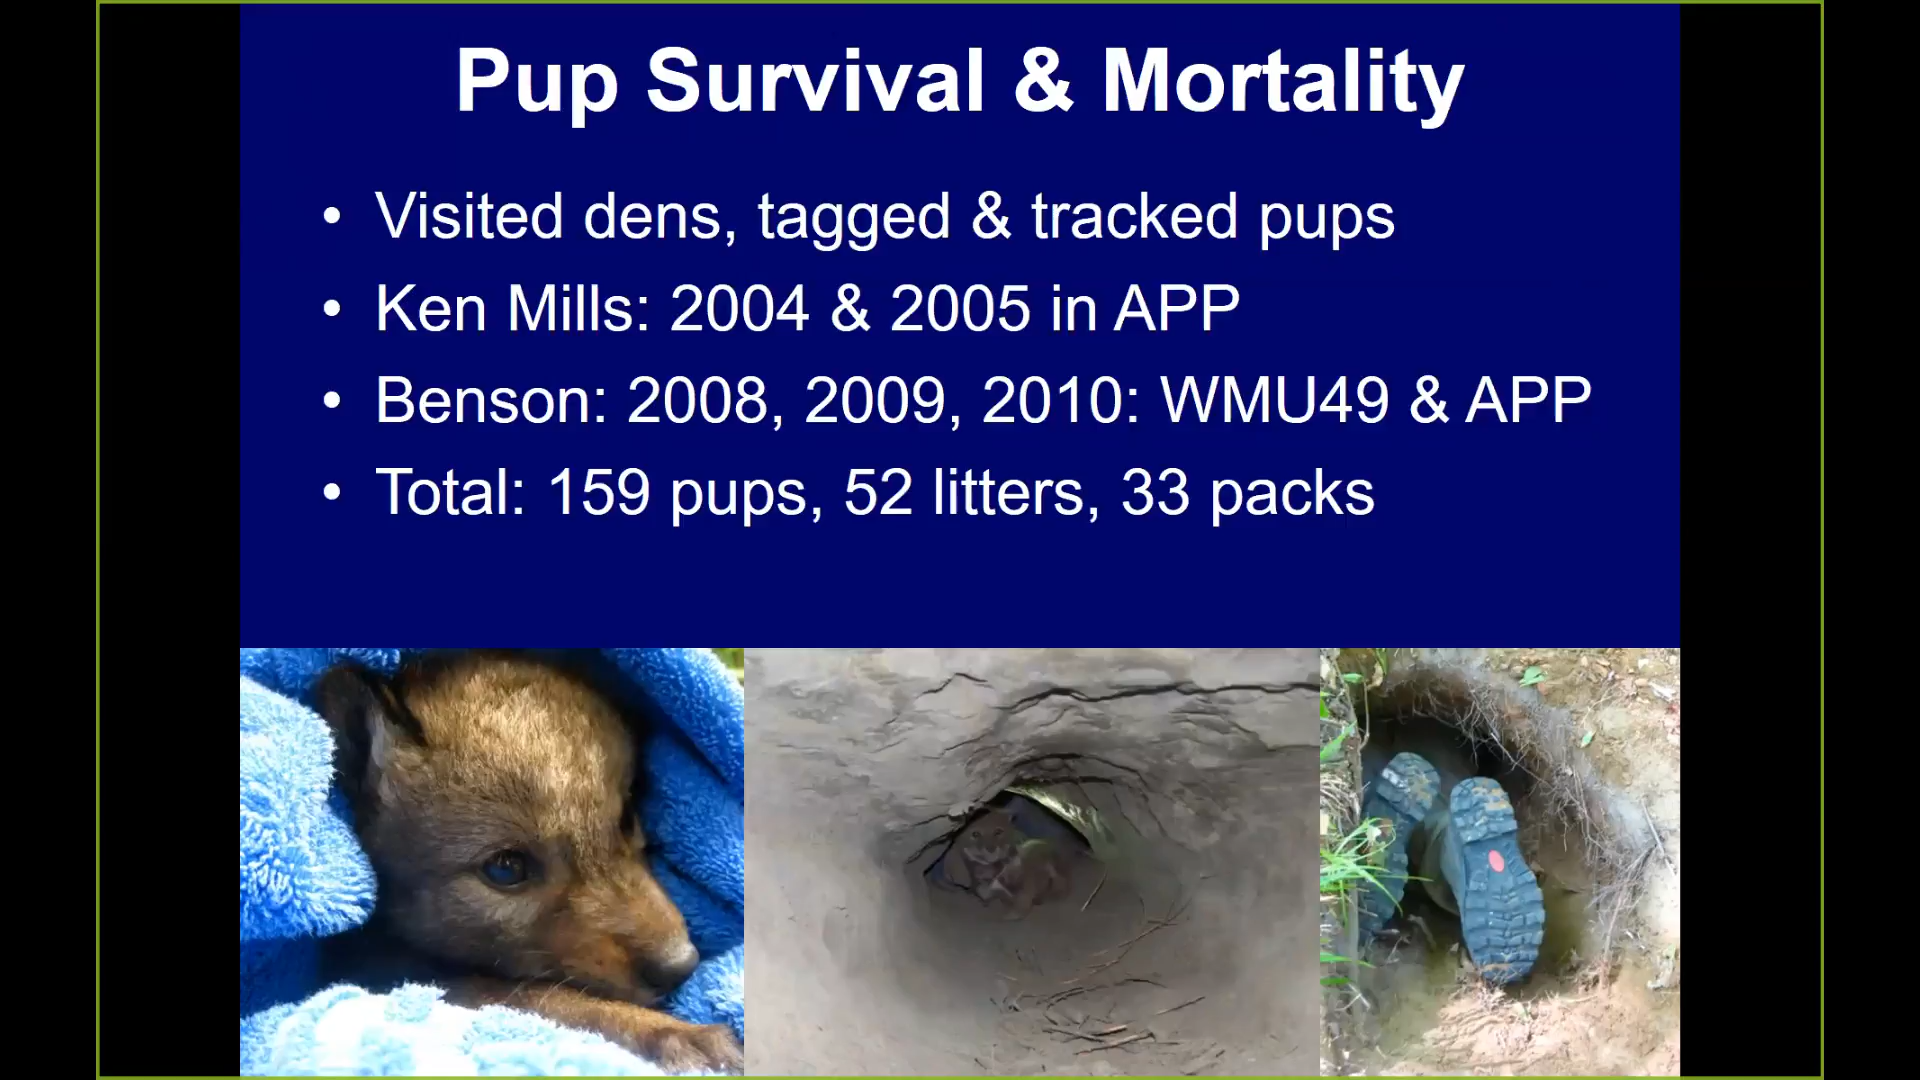 Pup Survival & Mortality
• Visited dens, tagged & tracked pups
• Ken Mills: 2004 & 2005 in APP
• Benson: 2008, 2009, 2010: WMU49 & APP
• Total: 159 pups, 52 litters, 33 packs